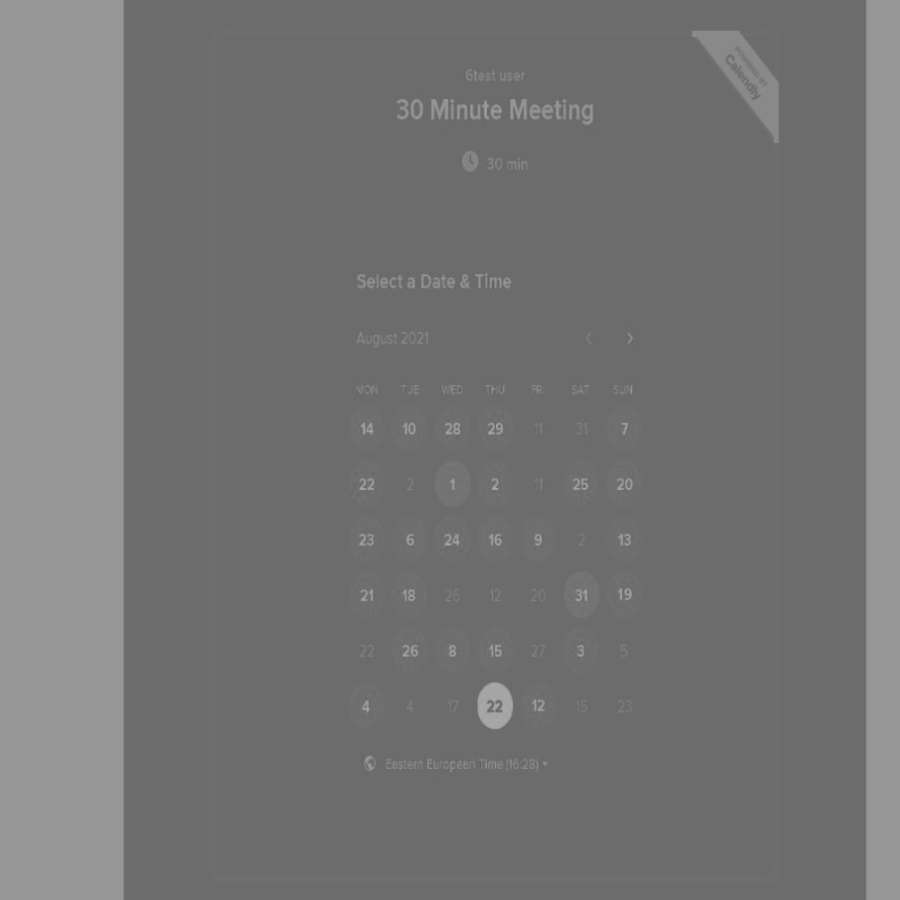 POWERED BY
Calendly
6test user
30 Minute Meeting
30 min
Select a Date & Time
August 2021
MON TUE WED THU FRI SAT SUN
14 10 28 29 11 31 7
22 2 1 2 11 25 20
23 6 24 16 9 2 13
21 18 26 12 20 31 19
22 26 8 15 27 3 5
4 4 17 22 12 15 23
Eastern European Time (16:28)